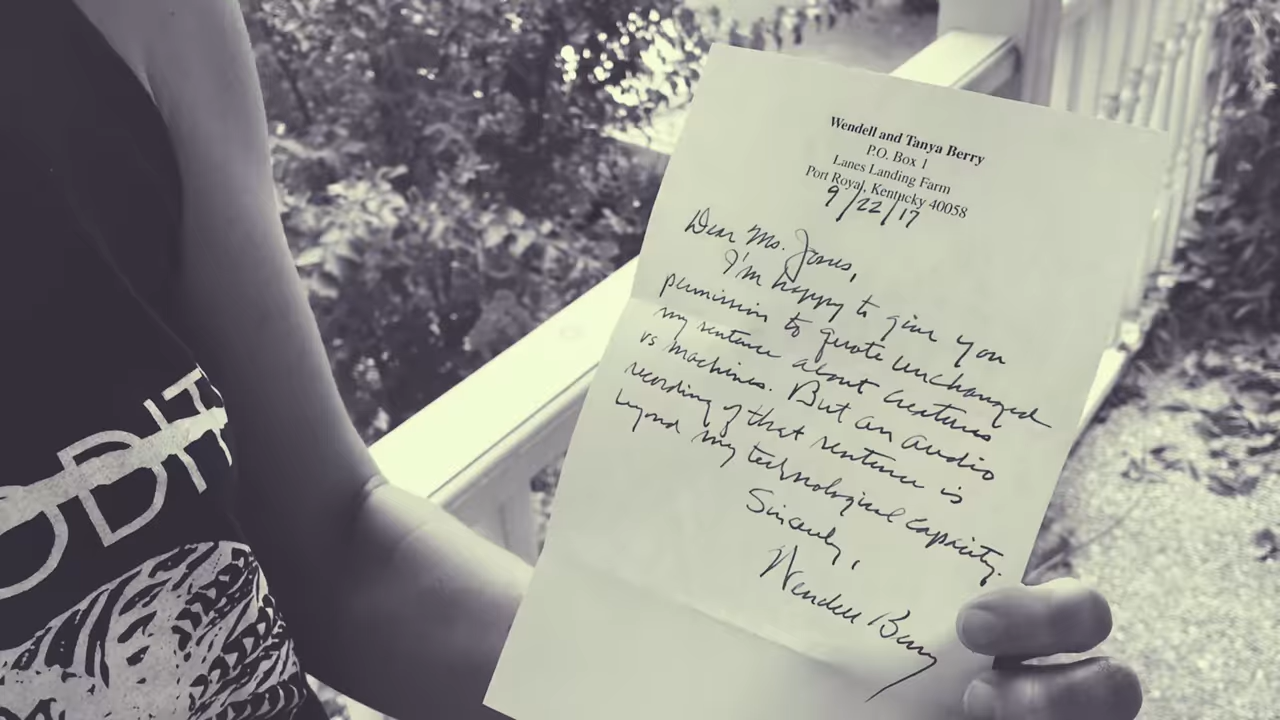 Wendell and Tanya Berry
P.O. Box 1
Lanes Landing Farm
Port Royal, Kentucky 40058
9/22/17
Dear Ms. Jones,
I'm happy to give you
permission to quote unchanged
my sentence about creatures
vs machines. But an audio
recording of that sentence is
beyond my technological capacity.
Sincerely,
Wendell Berry